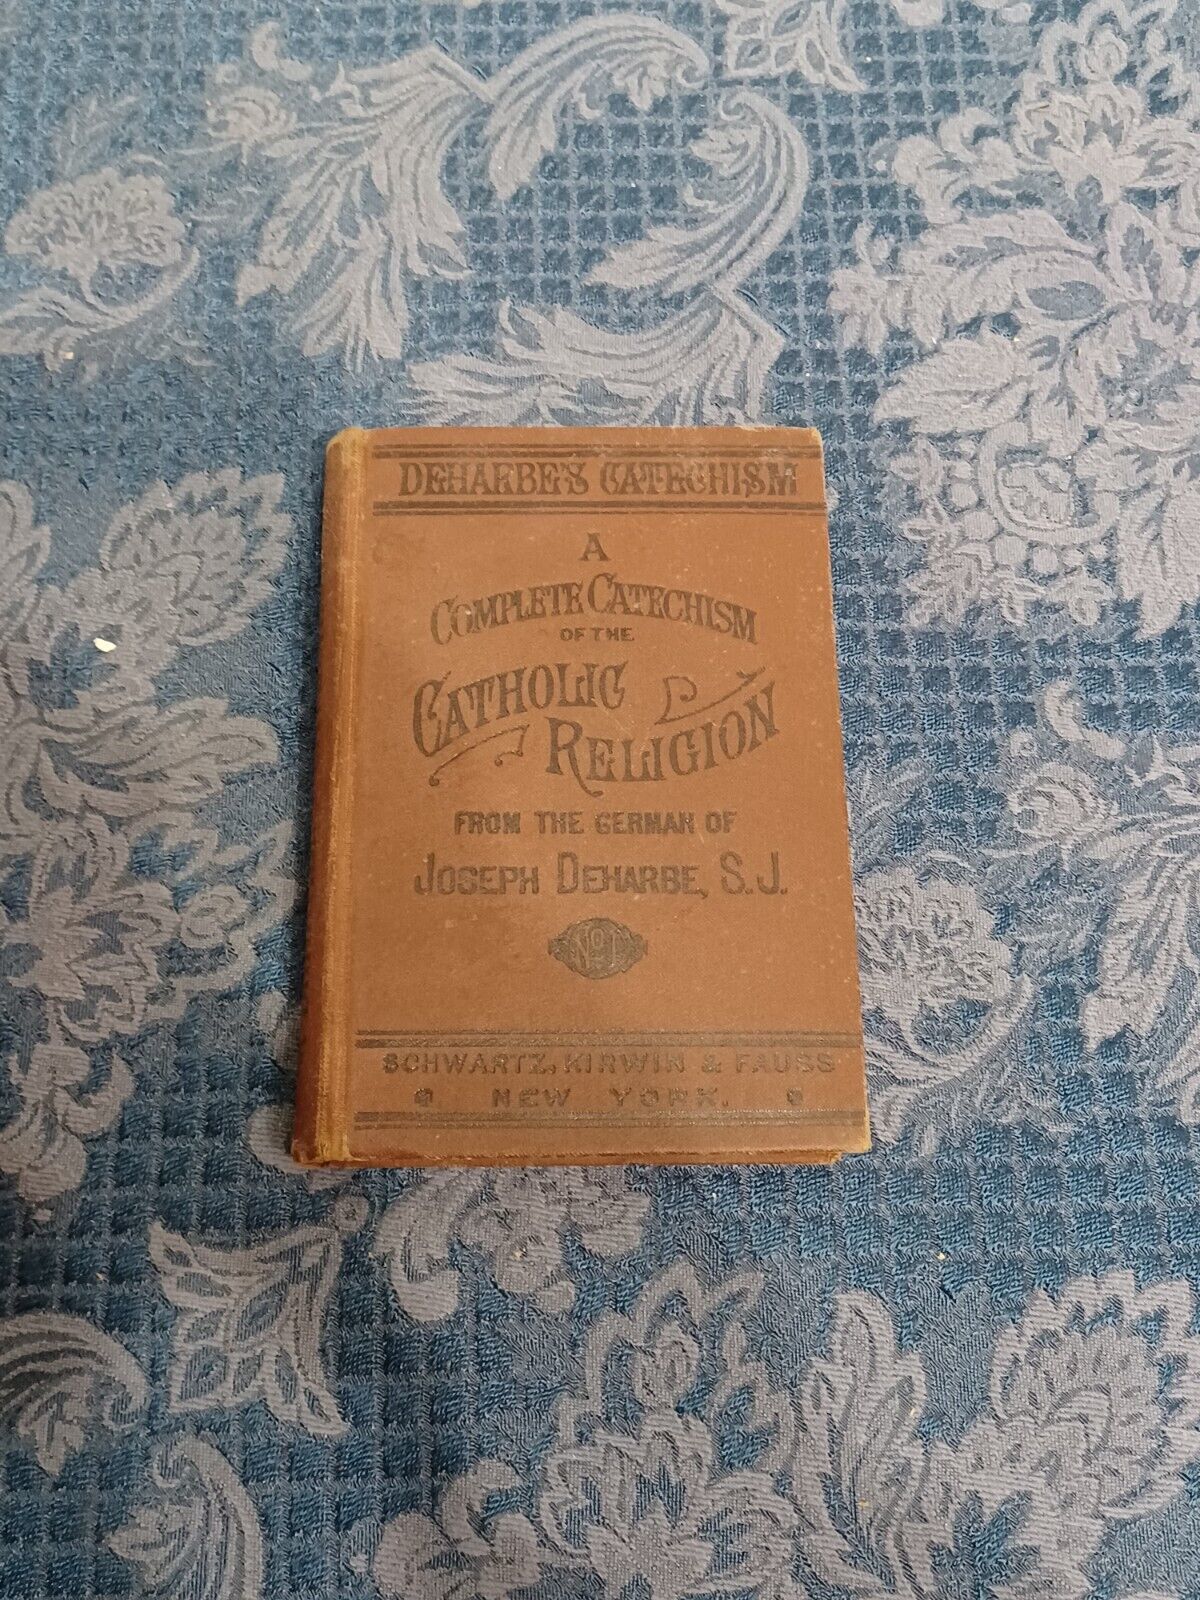 DEHARBE'S CATECHISM
A
COMPLETE CATECHISM
OF THE
CATHOLIC
RELIGION
FROM THE GERMAN OF
JOSEPH DEHARBE, S.J.
No 1
SCHWARTZ, KIRWIN & FAUSS
NEW YORK.